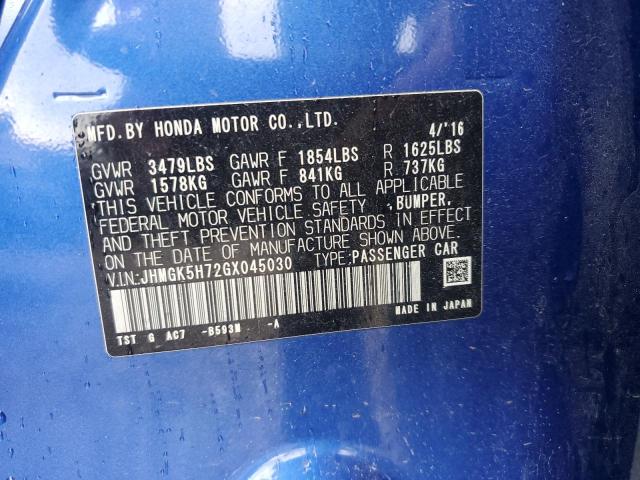 MFD.BY HONDA MOTOR CO.,LTD. 4/'16
GVWR 3479LBS GAWR F 1854LBS R 1625LBS
GVWR 1578KG GAWR F 841KG R 737KG
THIS VEHICLE CONFORMS TO ALL APPLICABLE
FEDERAL MOTOR VEHICLE SAFETY ,BUMPER,
AND THEFT PREVENTION STANDARDS IN EFFECT
ON THE DATE OF MANUFACTURE SHOWN ABOVE.
V.I.N:JHMGK5H72GX045030 TYPE:PASSENGER CAR
TST G AC7 -B593M -A MADE IN JAPAN